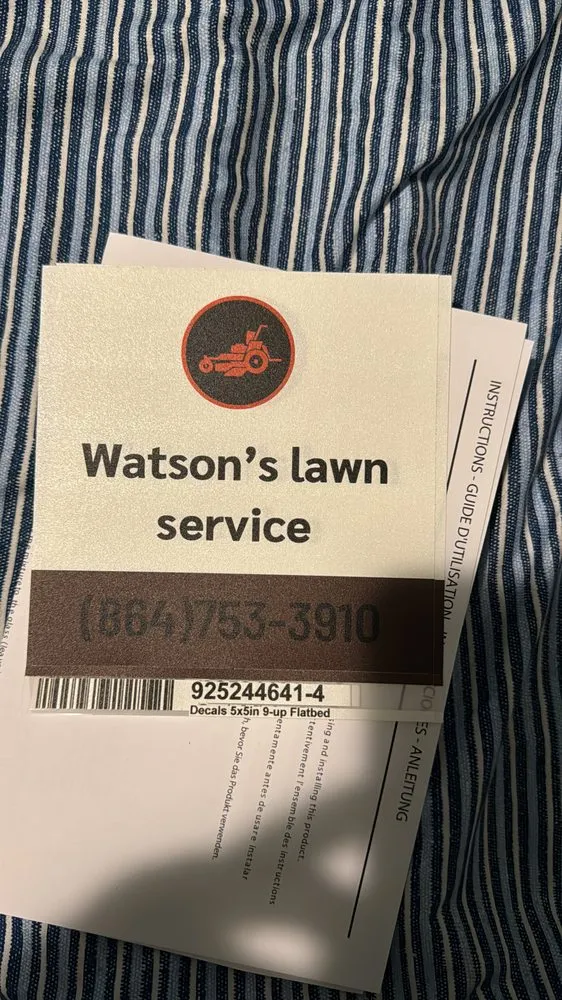 Watson's lawn
service
(864)753-3910
925244641-4
Decals 5x5in 9-up Flatbed
INSTRUCTIONS - GUIDE D'UTILISATION
ES - ANLEITUNG
ing and installing this product.
tentivement l'ensemble des instructions
entamente antes de usar e instalar
h, bevor Sie das Produkt verwenden.